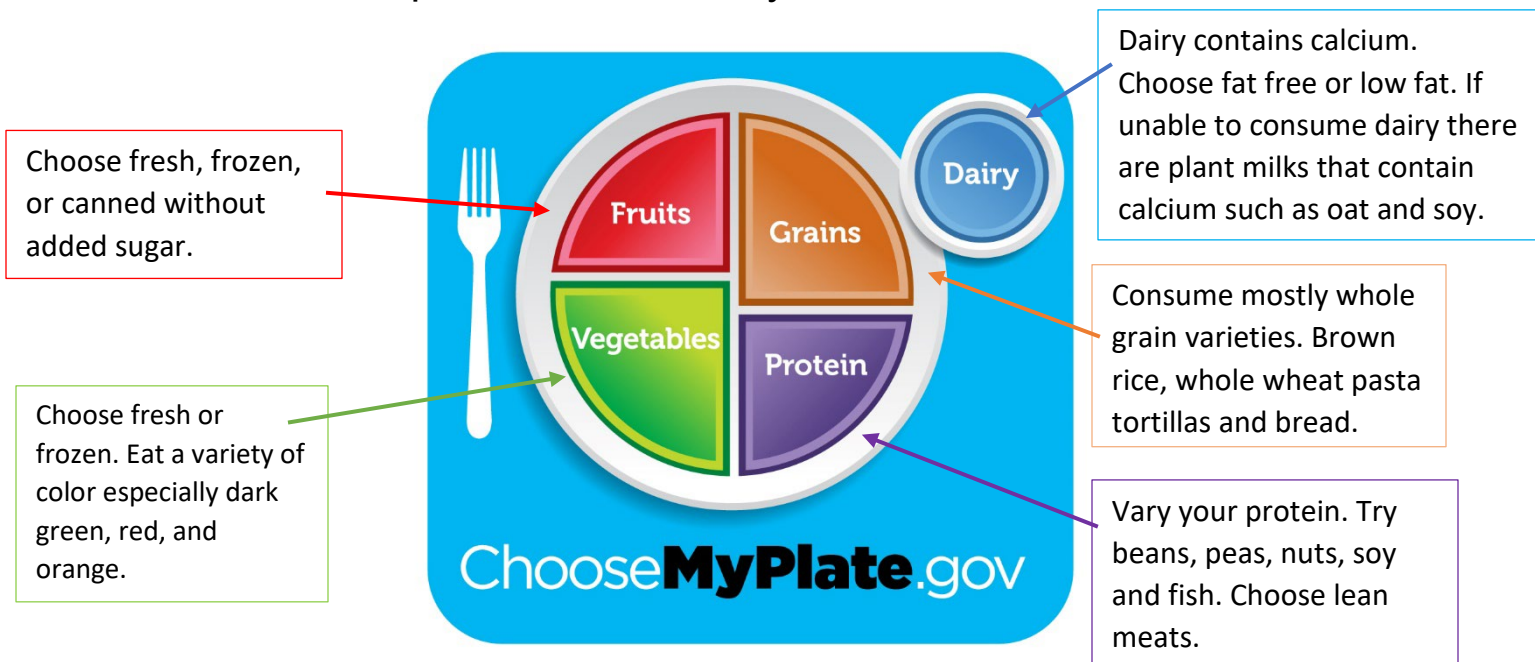 Dairy contains calcium.
Choose fat free or low fat. If
unable to consume dairy there
are plant milks that contain
calcium such as oat and soy.
Choose fresh, frozen,
or canned without
added sugar.
Fruits
Grains
Dairy
Vegetables
Protein
Consume mostly whole
grain varieties. Brown
rice, whole wheat pasta
tortillas and bread.
Choose fresh or
frozen. Eat a variety of
color especially dark
green, red, and
orange.
Vary your protein. Try
beans, peas, nuts, soy
and fish. Choose lean
meats.
ChooseMyPlate.gov